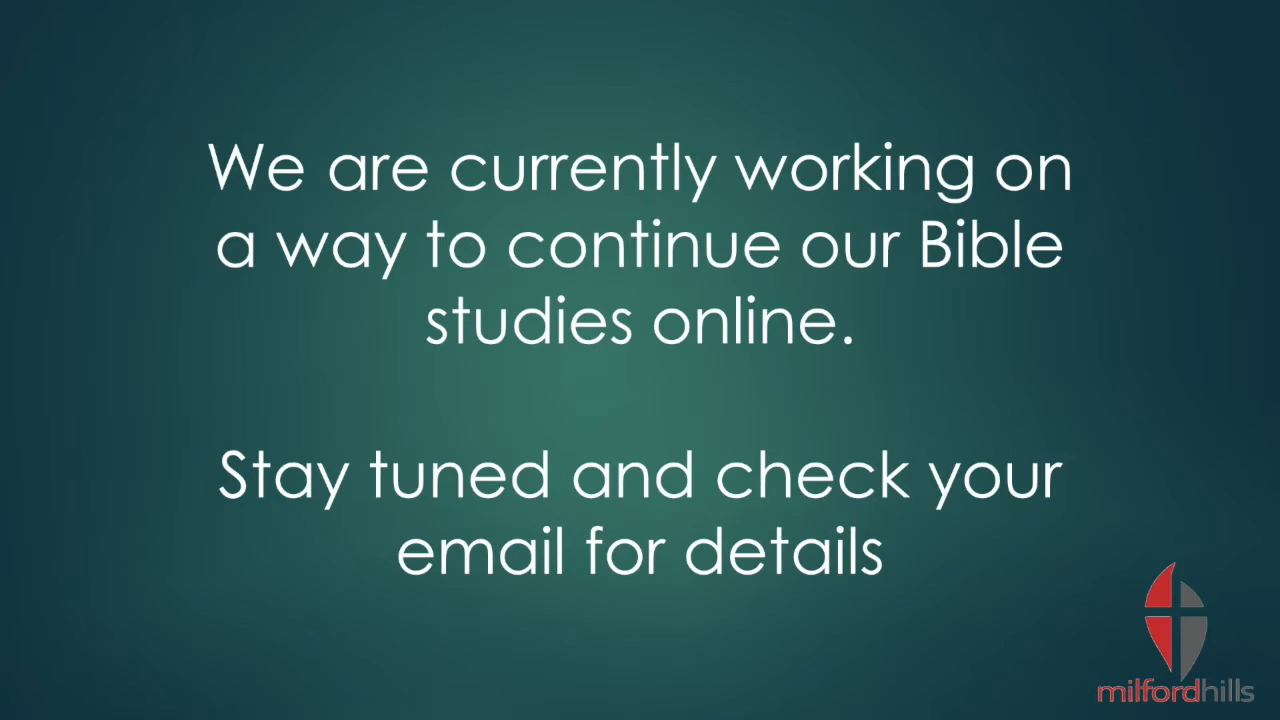 We are currently working on
a way to continue our Bible
studies online.
Stay tuned and check your
email for details
milfordhills